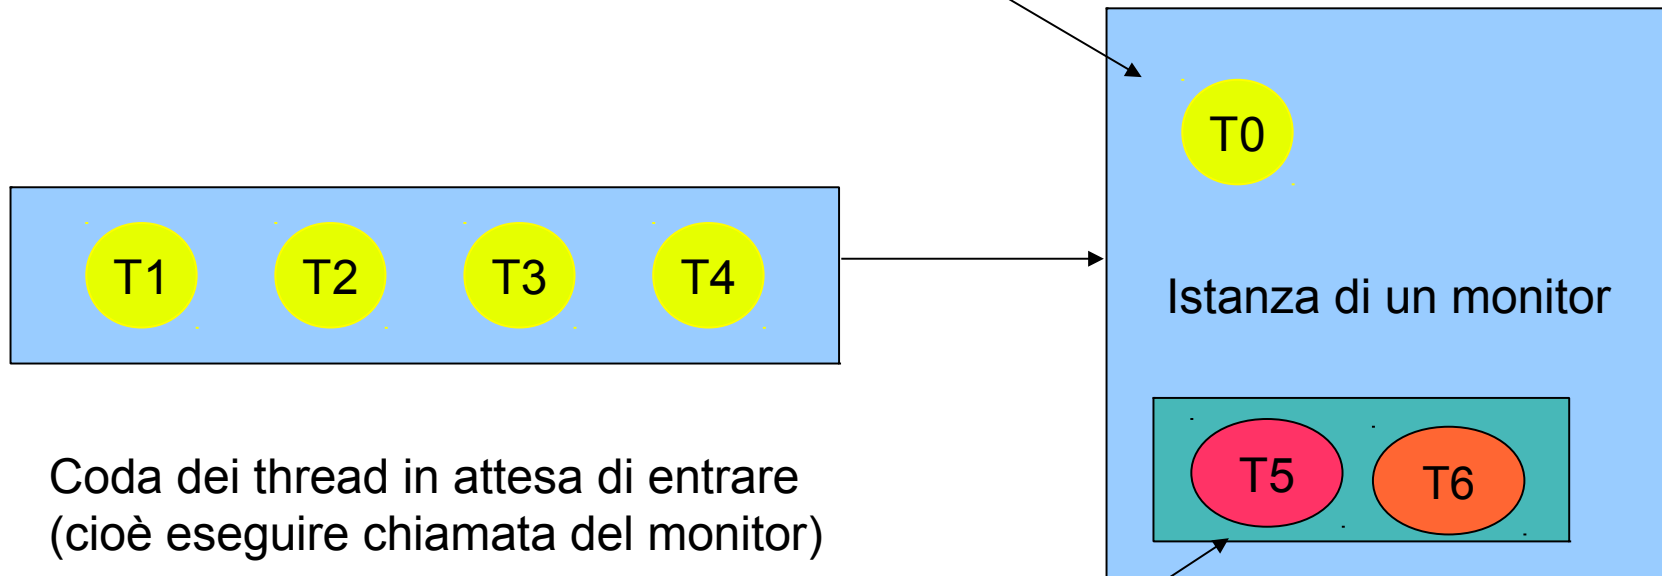 T0
T1 T2 T3 T4
Istanza di un monitor
T5 T6
Coda dei thread in attesa di entrare
(cioè eseguire chiamata del monitor)